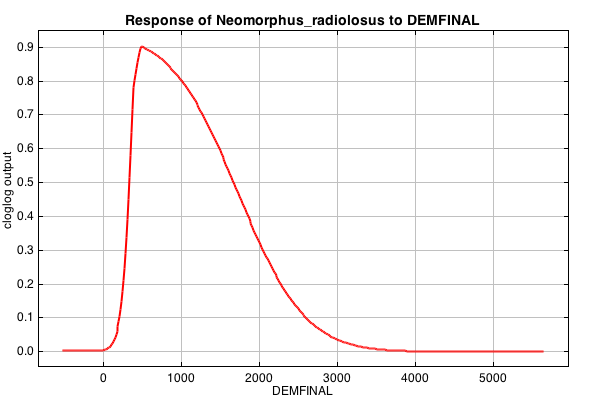 Response of Neomorphus_radiolosus to DEMFINAL
cloglog output
0.9
0.8
0.7
0.6
0.5
0.4
0.3
0.2
0.1
0.0
0 1000 2000 3000 4000 5000
DEMFINAL